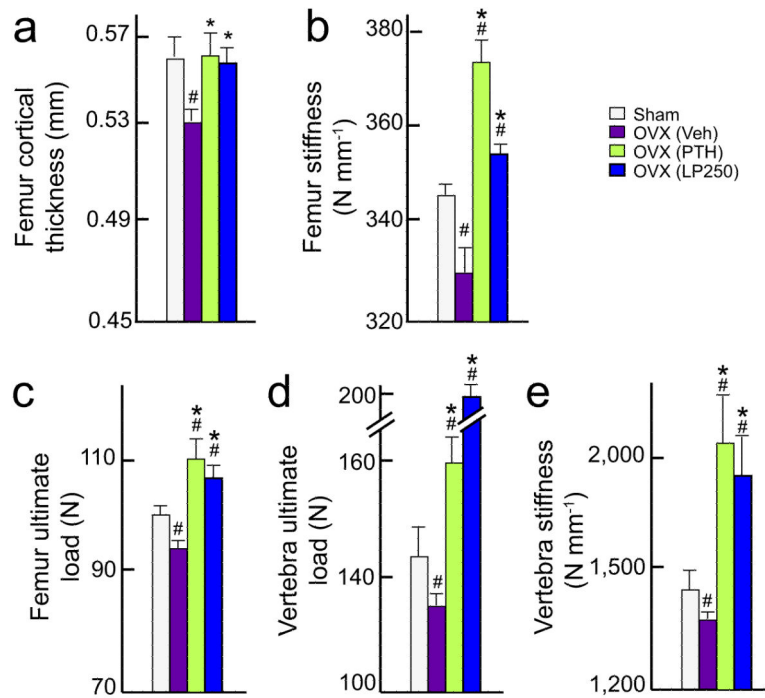 a
Femur cortical
thickness (mm)
0.57
0.53
0.49
0.45
#
*
*
b
Femur stiffness
(N mm⁻¹)
380
360
340
320
#
*
#
*
#
Sham
OVX (Veh)
OVX (PTH)
OVX (LP250)
c
Femur ultimate
load (N)
110
90
70
#
*
#
*
#
d
Vertebra ultimate
load (N)
200
160
140
100
#
*
#
*
#
e
Vertebra stiffness
(N mm⁻¹)
2,000
1,500
1,200
#
*
#
*
#